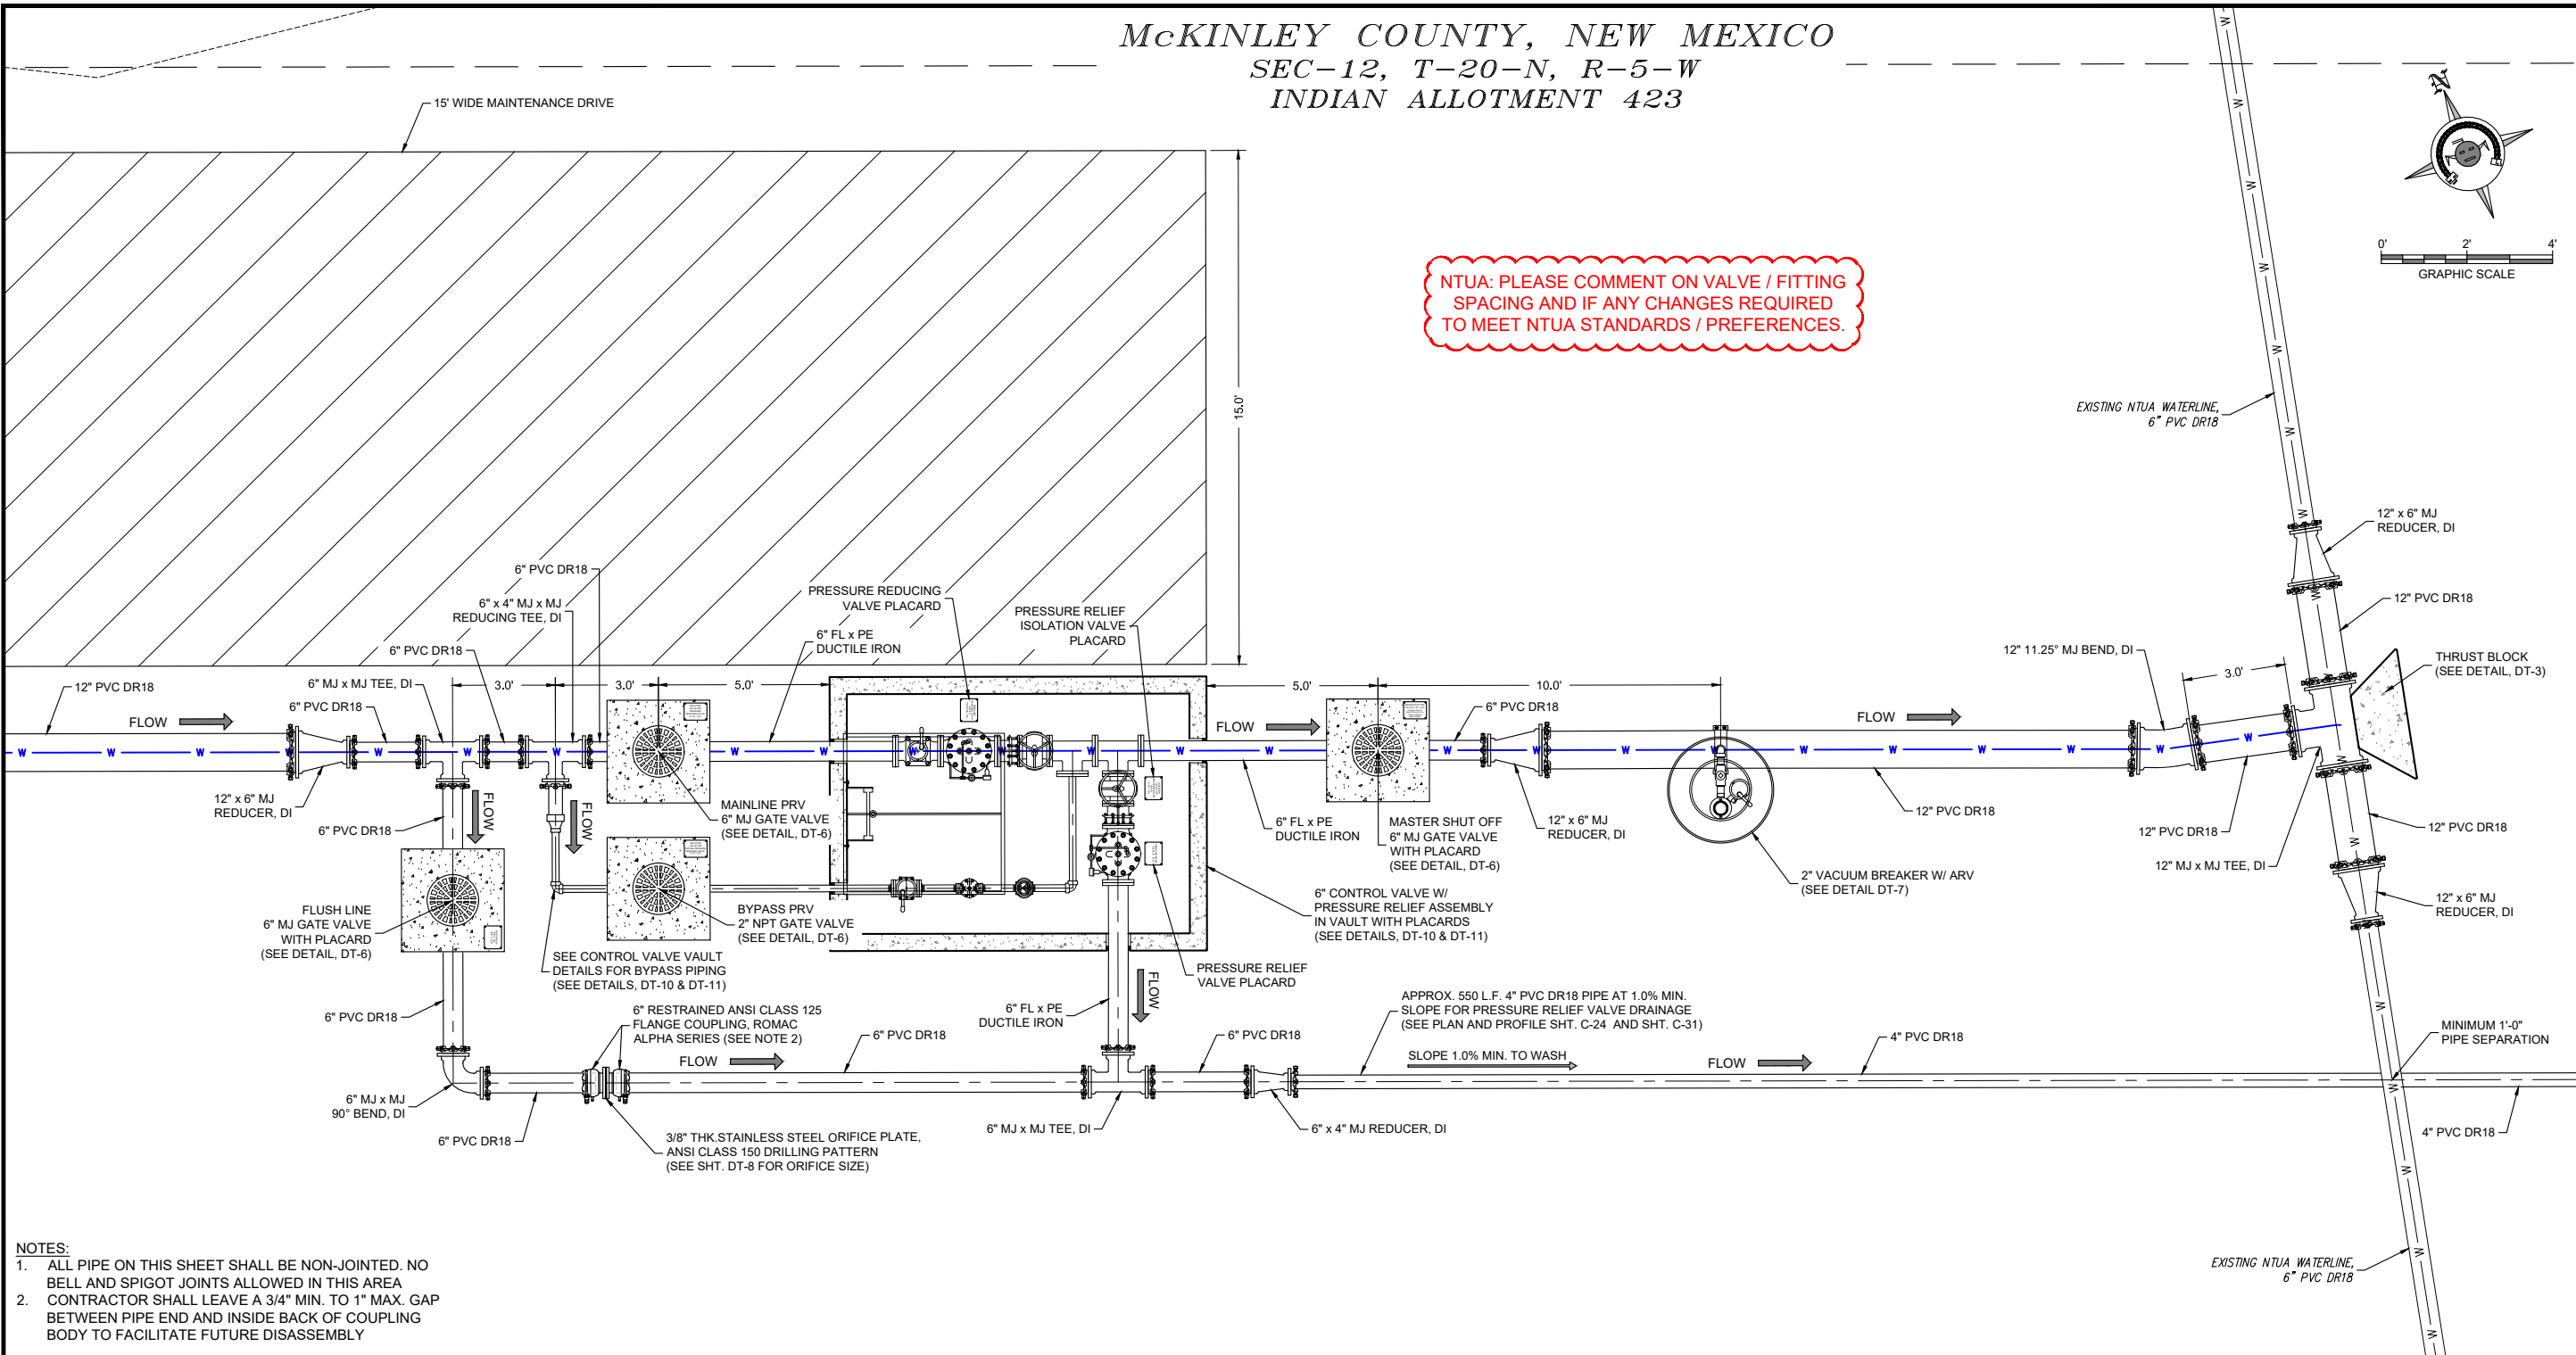 McKINLEY COUNTY, NEW MEXICO
SEC-12, T-20-N, R-5-W
INDIAN ALLOTMENT 423
15' WIDE MAINTENANCE DRIVE
N
0' 2' 4'
GRAPHIC SCALE
NTUA: PLEASE COMMENT ON VALVE / FITTING
SPACING AND IF ANY CHANGES REQUIRED
TO MEET NTUA STANDARDS / PREFERENCES.
15.0'
EXISTING NTUA WATERLINE,
6" PVC DR18
12" x 6" MJ
REDUCER, DI
12" PVC DR18
THRUST BLOCK
(SEE DETAIL, DT-3)
12" 11.25° MJ BEND, DI
3.0'
6" PVC DR18
6" x 4" MJ x MJ
REDUCING TEE, DI
6" PVC DR18
PRESSURE REDUCING
VALVE PLACARD
6" FL x PE
DUCTILE IRON
PRESSURE RELIEF
ISOLATION VALVE
PLACARD
12" PVC DR18
FLOW
6" MJ x MJ TEE, DI
6" PVC DR18
3.0'
3.0'
5.0'
5.0'
10.0'
FLOW
6" PVC DR18
FLOW
W W W W W W W W W W W W W W W W W W W W
12" x 6" MJ
REDUCER, DI
6" PVC DR18
FLOW
FLOW
MAINLINE PRV
6" MJ GATE VALVE
(SEE DETAIL, DT-6)
6" FL x PE
DUCTILE IRON
MASTER SHUT OFF
6" MJ GATE VALVE
WITH PLACARD
(SEE DETAIL, DT-6)
12" x 6" MJ
REDUCER, DI
12" PVC DR18
12" PVC DR18
12" MJ x MJ TEE, DI
12" PVC DR18
2" VACUUM BREAKER W/ ARV
(SEE DETAIL DT-7)
12" x 6" MJ
REDUCER, DI
FLUSH LINE
6" MJ GATE VALVE
WITH PLACARD
(SEE DETAIL, DT-6)
BYPASS PRV
2" NPT GATE VALVE
(SEE DETAIL, DT-6)
6" CONTROL VALVE W/
PRESSURE RELIEF ASSEMBLY
IN VAULT WITH PLACARDS
(SEE DETAILS, DT-10 & DT-11)
SEE CONTROL VALVE VAULT
DETAILS FOR BYPASS PIPING
(SEE DETAILS, DT-10 & DT-11)
PRESSURE RELIEF
VALVE PLACARD
6" PVC DR18
6" RESTRAINED ANSI CLASS 125
FLANGE COUPLING, ROMAC
ALPHA SERIES (SEE NOTE 2)
FLOW
6" PVC DR18
6" FL x PE
DUCTILE IRON
FLOW
6" PVC DR18
APPROX. 550 L.F. 4" PVC DR18 PIPE AT 1.0% MIN.
SLOPE FOR PRESSURE RELIEF VALVE DRAINAGE
(SEE PLAN AND PROFILE SHT. C-24 AND SHT. C-31)
SLOPE 1.0% MIN. TO WASH
FLOW
4" PVC DR18
MINIMUM 1'-0"
PIPE SEPARATION
6" MJ x MJ
90° BEND, DI
6" PVC DR18
3/8" THK.STAINLESS STEEL ORIFICE PLATE,
ANSI CLASS 150 DRILLING PATTERN
(SEE SHT. DT-8 FOR ORIFICE SIZE)
6" MJ x MJ TEE, DI
6" x 4" MJ REDUCER, DI
4" PVC DR18
EXISTING NTUA WATERLINE,
6" PVC DR18
NOTES:
1. ALL PIPE ON THIS SHEET SHALL BE NON-JOINTED. NO
BELL AND SPIGOT JOINTS ALLOWED IN THIS AREA
2. CONTRACTOR SHALL LEAVE A 3/4" MIN. TO 1" MAX. GAP
BETWEEN PIPE END AND INSIDE BACK OF COUPLING
BODY TO FACILITATE FUTURE DISASSEMBLY